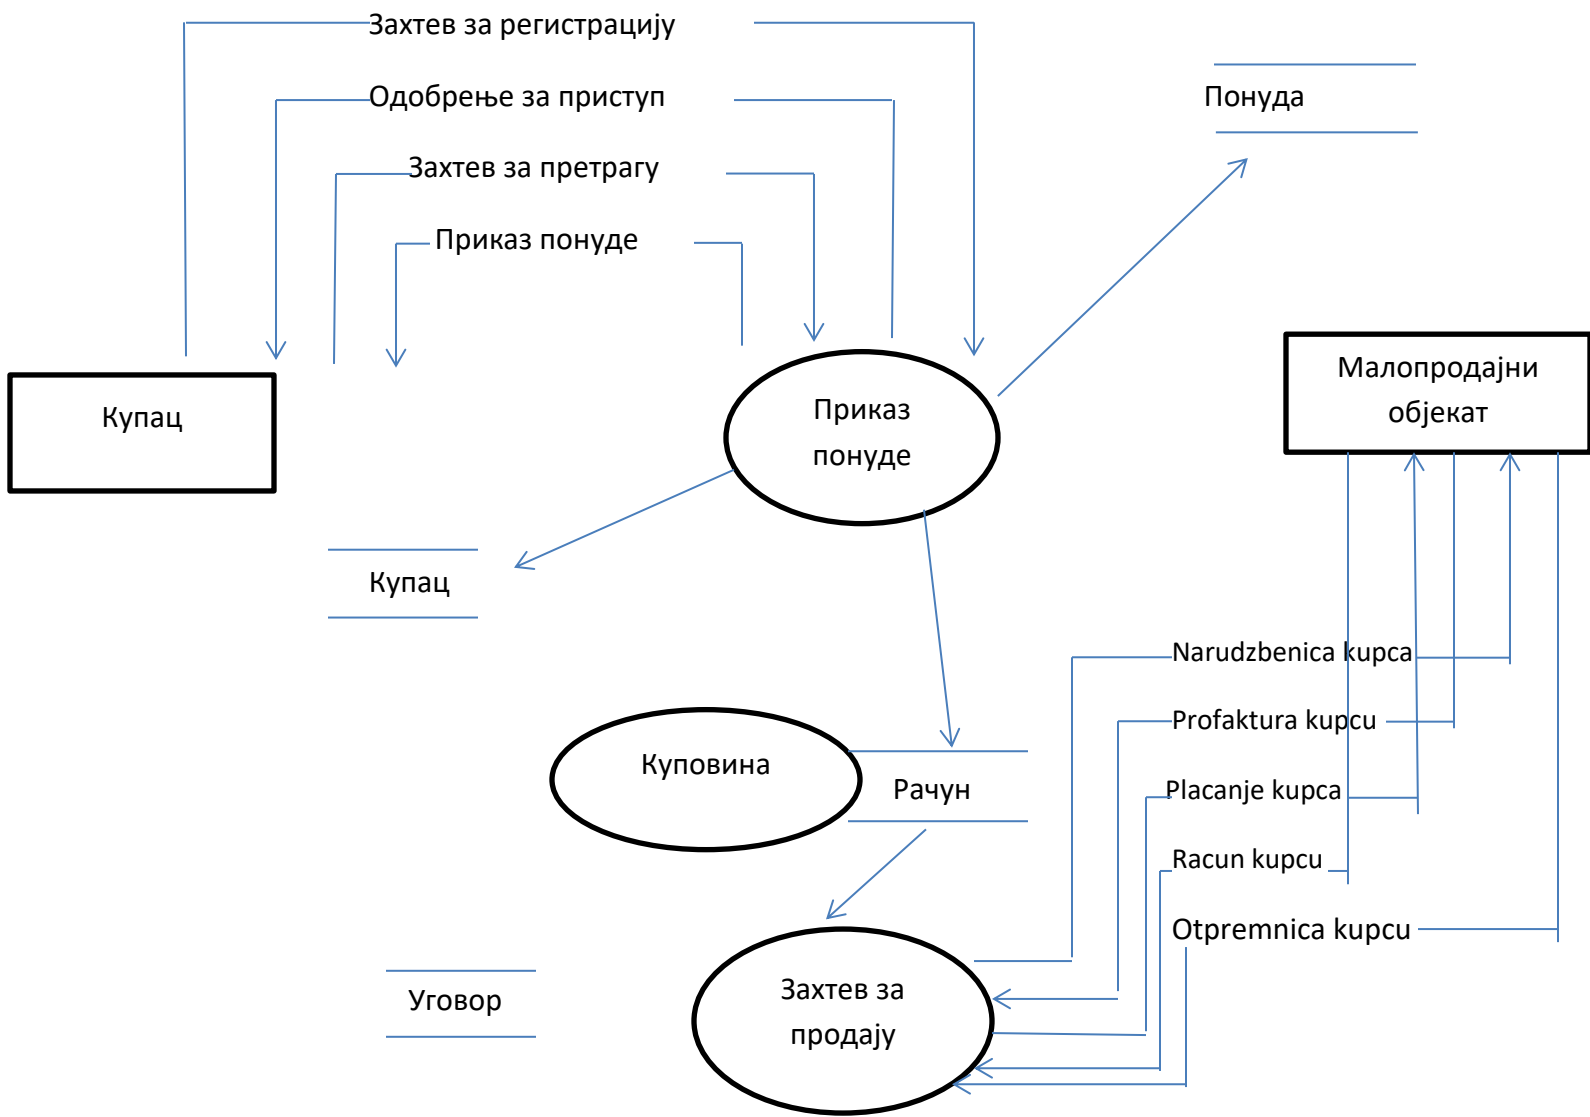 Захтев за регистрацију
Одобрење за приступ
Понуда
Захтев за претрагу
Приказ понуде
Малопродајни
објекат
Купац
Приказ
понуде
Купац
Narudzbenica kupca
Profaktura kupcu
Куповина
Рачун
Placanje kupca
Racun kupcu
Otpremnica kupcu
Уговор
Захтев за
продају